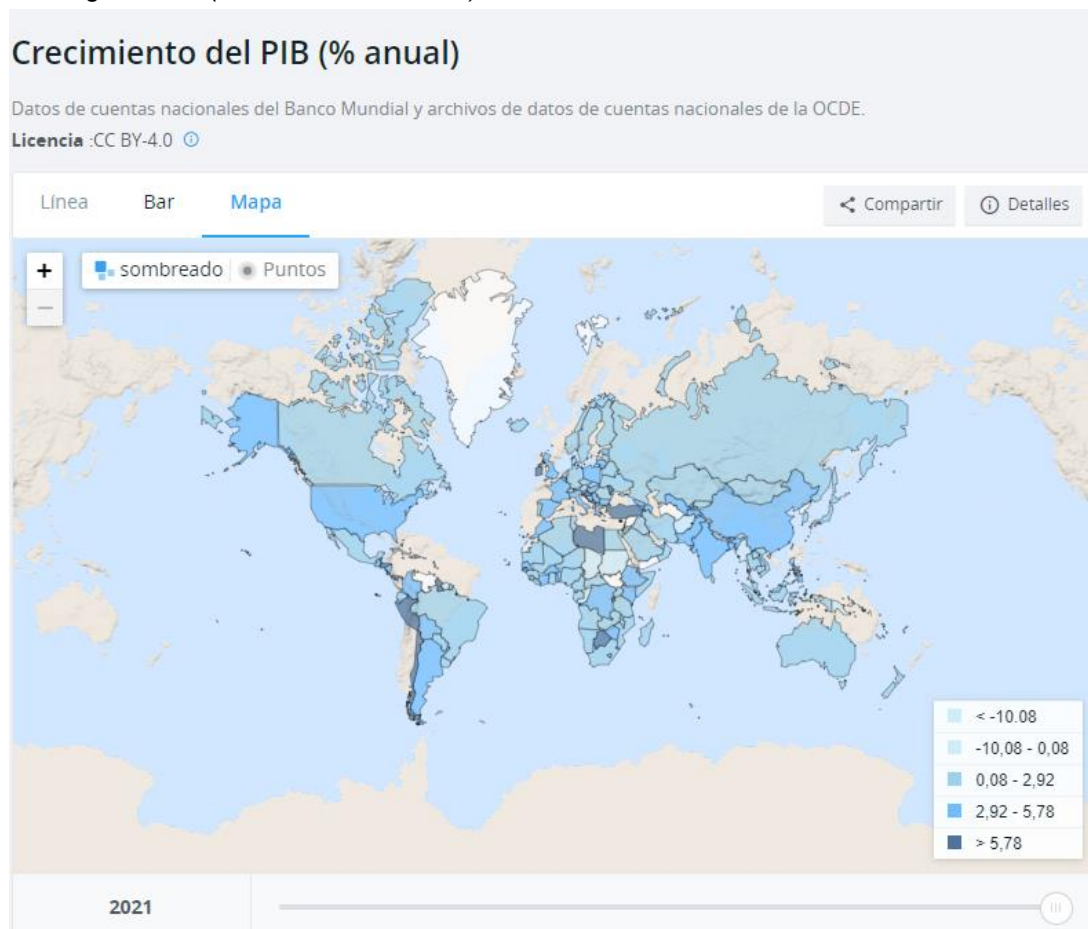 Crecimiento del PIB (% anual)
Datos de cuentas nacionales del Banco Mundial y archivos de datos de cuentas nacionales de la OCDE.
Licencia :CC BY-4.0
Línea Bar Mapa Compartir Detalles
+ sombreado Puntos
−
< -10.08
-10,08 - 0,08
0,08 - 2,92
2,92 - 5,78
> 5,78
2021